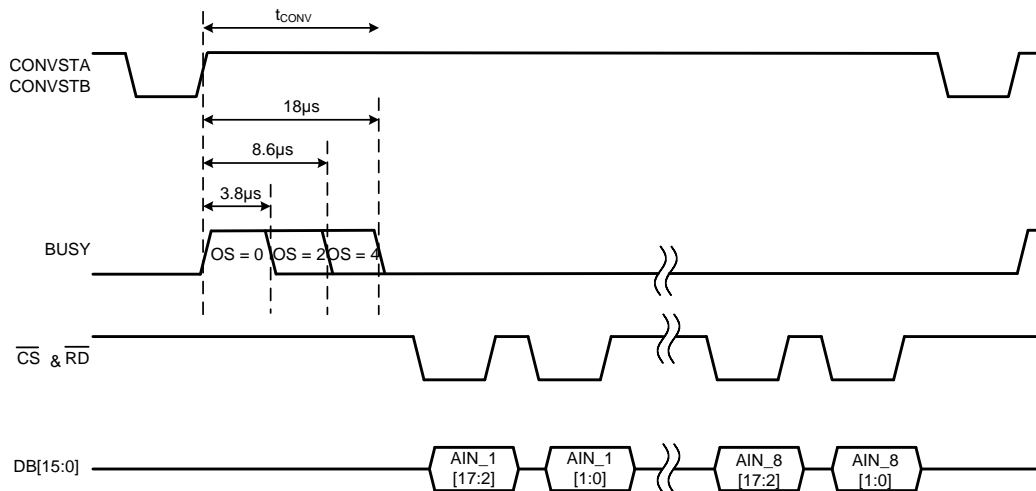 tCONV
CONVSTA
CONVSTB
18µs
8.6µs
3.8µs
BUSY
OS = 0 OS = 2 OS = 4
CS & RD
DB[15:0]
AIN_1
[17:2]
AIN_1
[1:0]
AIN_8
[17:2]
AIN_8
[1:0]